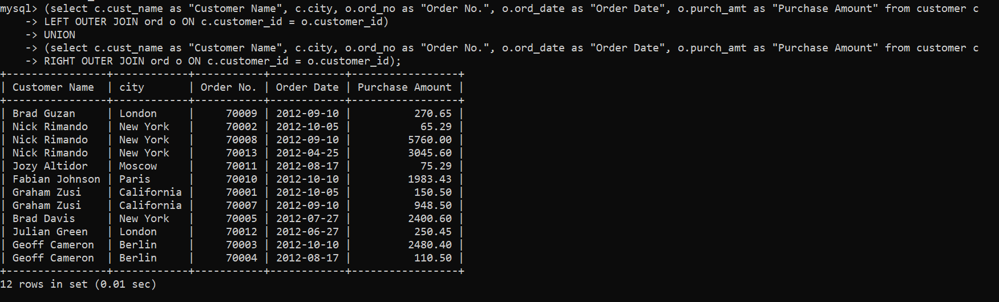 mysql> (select c.cust_name as "Customer Name", c.city, o.ord_no as "Order No.", o.ord_date as "Order Date", o.purch_amt as "Purchase Amount" from customer c
    -> LEFT OUTER JOIN ord o ON c.customer_id = o.customer_id)
    -> UNION
    -> (select c.cust_name as "Customer Name", c.city, o.ord_no as "Order No.", o.ord_date as "Order Date", o.purch_amt as "Purchase Amount" from customer c
    -> RIGHT OUTER JOIN ord o ON c.customer_id = o.customer_id);
+----------------+------------+-----------+------------+-----------------+
| Customer Name  | city       | Order No. | Order Date | Purchase Amount |
+----------------+------------+-----------+------------+-----------------+
| Brad Guzan     | London     |     70009 | 2012-09-10 |          270.65 |
| Nick Rimando   | New York   |     70002 | 2012-10-05 |           65.29 |
| Nick Rimando   | New York   |     70008 | 2012-09-10 |         5760.00 |
| Nick Rimando   | New York   |     70013 | 2012-04-25 |         3045.60 |
| Jozy Altidor   | Moscow     |     70011 | 2012-08-17 |           75.29 |
| Fabian Johnson | Paris      |     70010 | 2012-10-10 |         1983.43 |
| Graham Zusi    | California |     70001 | 2012-10-05 |          150.50 |
| Graham Zusi    | California |     70007 | 2012-09-10 |          948.50 |
| Brad Davis     | New York   |     70005 | 2012-07-27 |         2400.60 |
| Julian Green   | London     |     70012 | 2012-06-27 |          250.45 |
| Geoff Cameron  | Berlin     |     70003 | 2012-10-10 |         2480.40 |
| Geoff Cameron  | Berlin     |     70004 | 2012-08-17 |          110.50 |
+----------------+------------+-----------+------------+-----------------+
12 rows in set (0.01 sec)